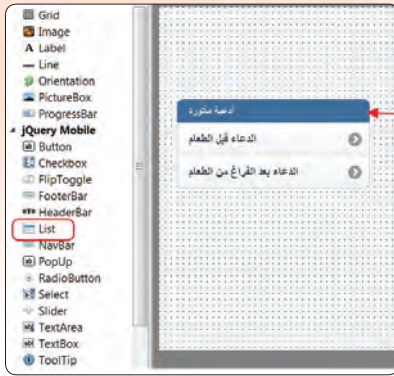 Grid
Image
A Label
Line
Orientation
PictureBox
ProgressBar
jQuery Mobile
Button
Checkbox
FlipToggle
FooterBar
HeaderBar
List
NavBar
PopUp
RadioButton
Select
Slider
TextArea
TextBox
ToolTip
أدعية مأثورة
الدعاء قبل الطعام
الدعاء بعد الفراغ من الطعام